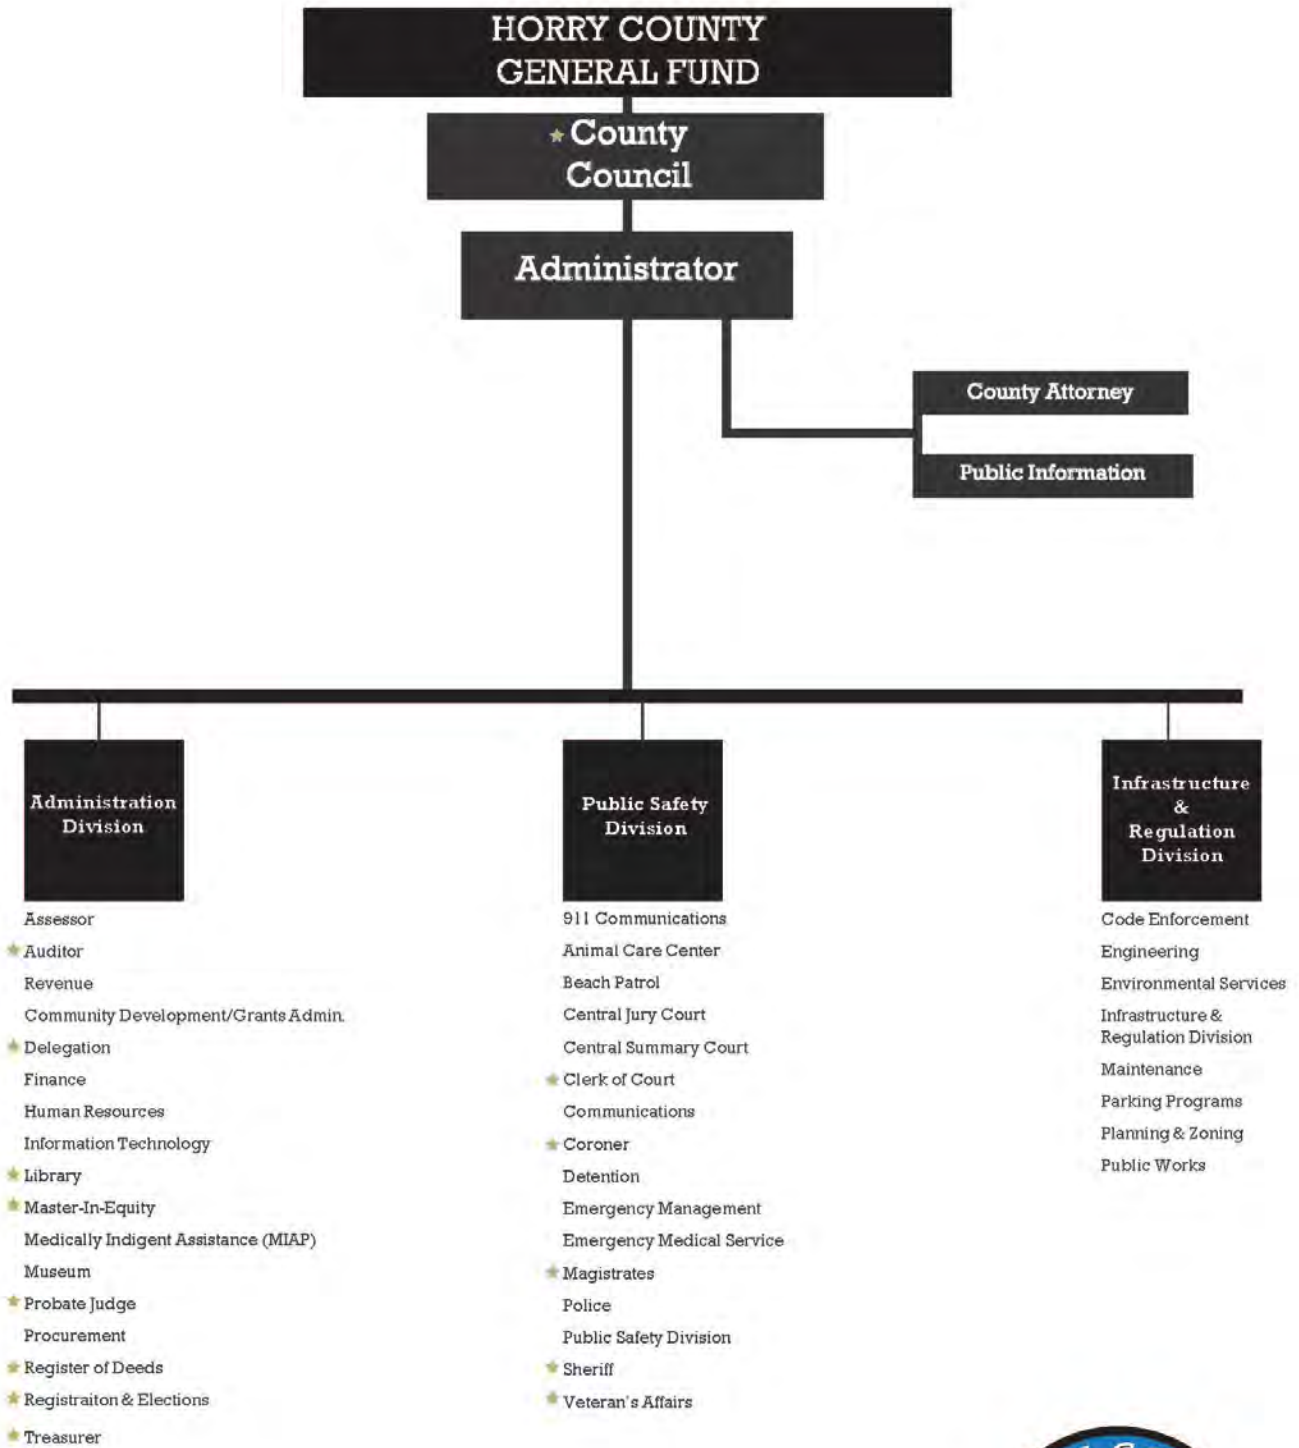 HORRY COUNTY
GENERAL FUND
County
Council
Administrator
County Attorney
Public Information
Administration
Division
Assessor
Auditor
Revenue
Community Development/Grants Admin.
Delegation
Finance
Human Resources
Information Technology
Library
Master-In-Equity
Medically Indigent Assistance (MIAP)
Museum
Probate Judge
Procurement
Register of Deeds
Registraiton & Elections
Treasurer
Public Safety
Division
911 Communications
Animal Care Center
Beach Patrol
Central Jury Court
Central Summary Court
Clerk of Court
Communications
Coroner
Detention
Emergency Management
Emergency Medical Service
Magistrates
Police
Public Safety Division
Sheriff
Veteran's Affairs
Infrastructure
&
Regulation
Division
Code Enforcement
Engineering
Environmental Services
Infrastructure &
Regulation Division
Maintenance
Parking Programs
Planning & Zoning
Public Works